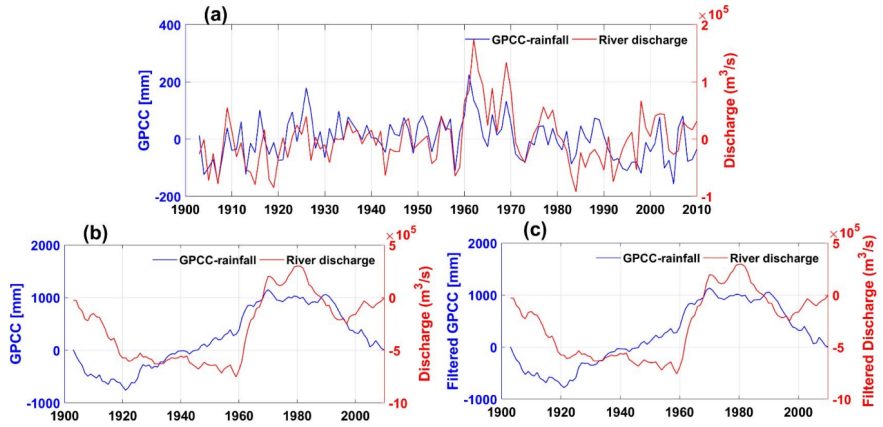 (a)
×10⁵
400
200
0
-200
GPCC [mm]
GPCC-rainfall
River discharge
2
1
0
-1
Discharge (m³/s)
1900 1910 1920 1930 1940 1950 1960 1970 1980 1990 2000 2010
(b)
×10⁵
2000
1000
0
-1000
GPCC [mm]
GPCC-rainfall
River discharge
5
0
-5
-10
Discharge (m³/s)
1900 1920 1940 1960 1980 2000
(c)
×10⁵
2000
1000
0
-1000
Filtered GPCC [mm]
GPCC-rainfall
River discharge
5
0
-5
-10
Filtered Discharge (m³/s)
1900 1920 1940 1960 1980 2000